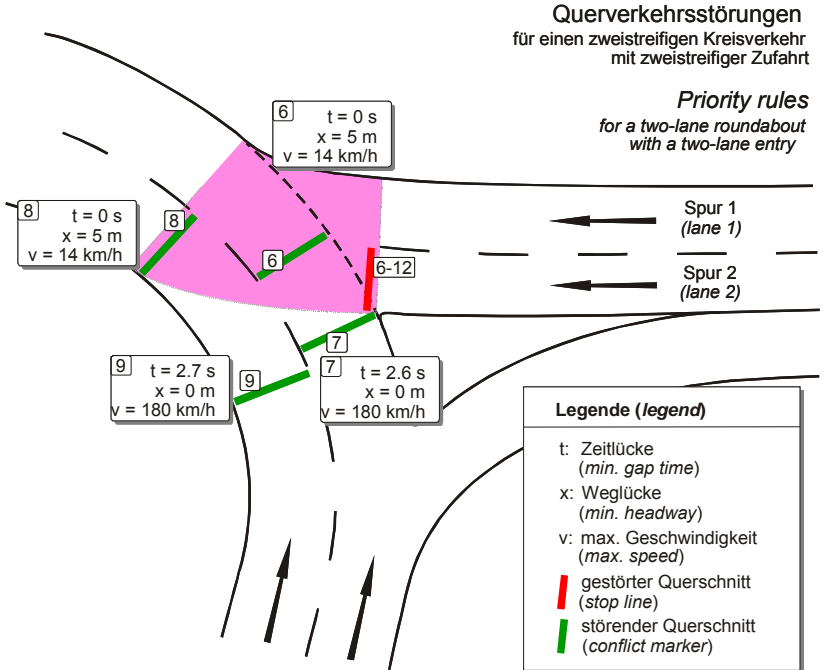 Querverkehrsstörungen
für einen zweistreifigen Kreisverkehr
mit zweistreifiger Zufahrt
Priority rules
for a two-lane roundabout
with a two-lane entry
6
t = 0 s
x = 5 m
v = 14 km/h
8
t = 0 s
x = 5 m
v = 14 km/h
8
6
6-12
Spur 1
(lane 1)
Spur 2
(lane 2)
7
9
9
t = 2.7 s
x = 0 m
v = 180 km/h
7
t = 2.6 s
x = 0 m
v = 180 km/h
Legende (legend)
t: Zeitlücke
(min. gap time)
x: Weglücke
(min. headway)
v: max. Geschwindigkeit
(max. speed)
gestörter Querschnitt
(stop line)
störender Querschnitt
(conflict marker)